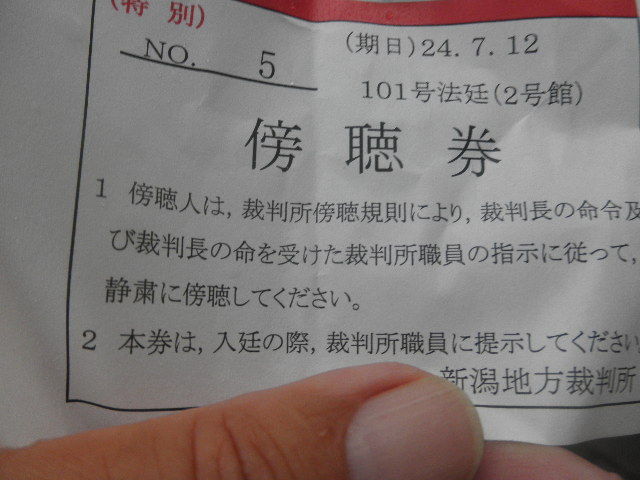 (特別)
NO. 5
(期日)24.7.12
101号法廷(2号館)
傍聴券
1 傍聴人は,裁判所傍聴規則により,裁判長の命令及
び裁判長の命を受けた裁判所職員の指示に従って,
静粛に傍聴してください。
2 本券は,入廷の際,裁判所職員に提示してください
新潟地方裁判所